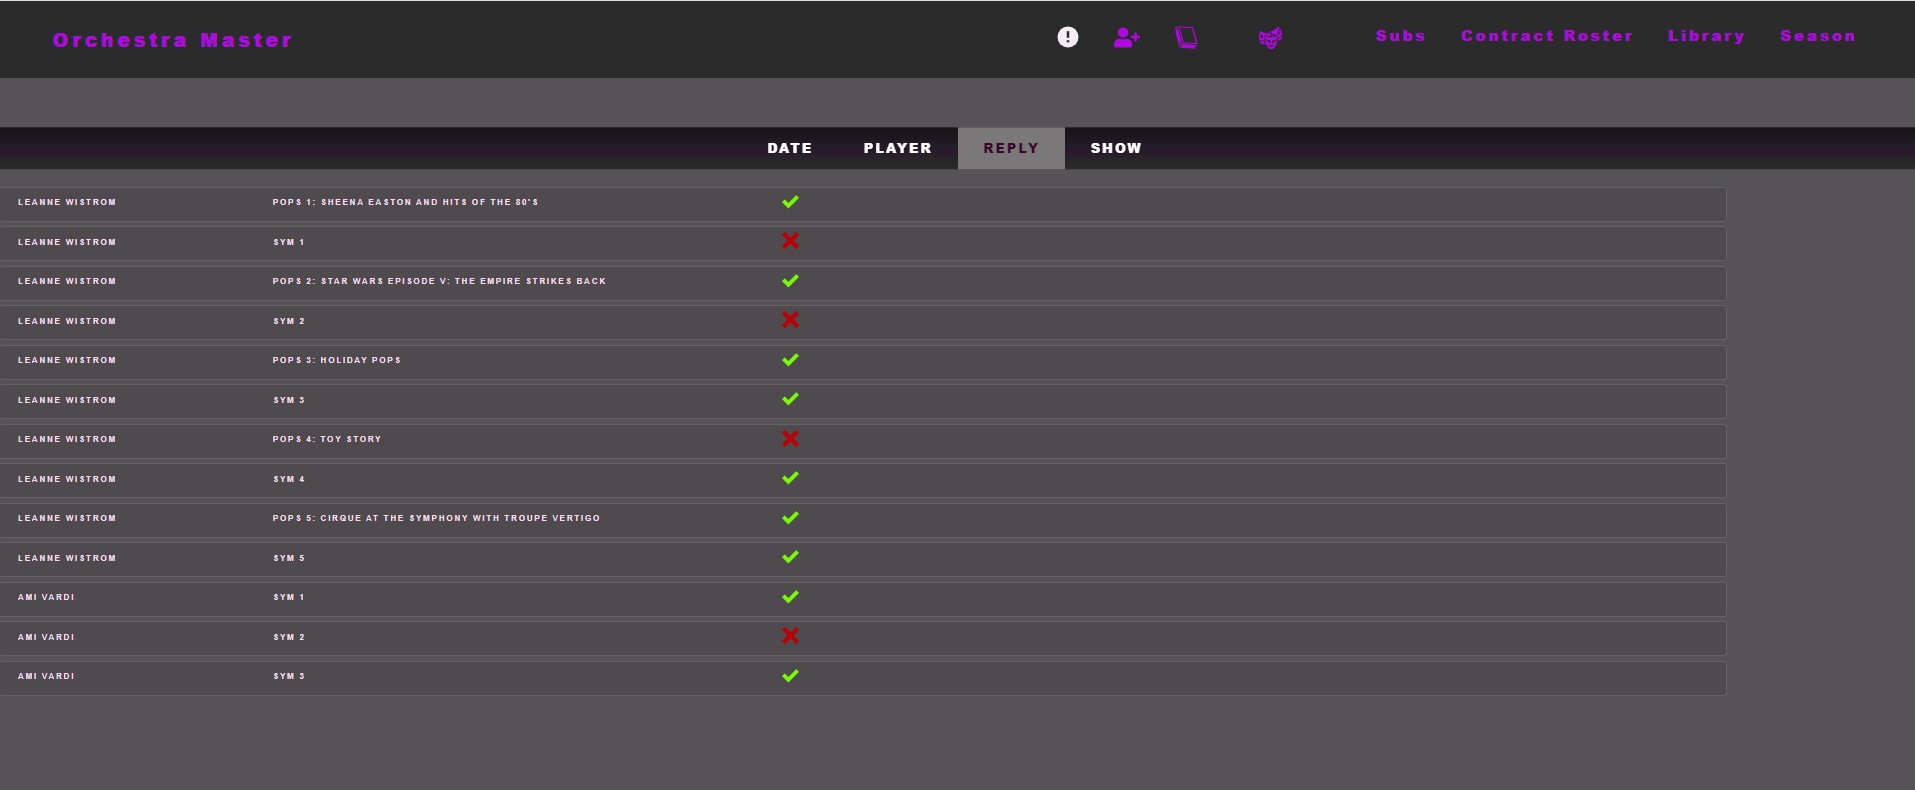 Orchestra Master
Subs Contract Roster Library Season
DATE PLAYER REPLY SHOW
LEANNE WISTROM POPS 1: SHEENA EASTON AND HITS OF THE 80'S
LEANNE WISTROM SYM 1
LEANNE WISTROM POPS 2: STAR WARS EPISODE V: THE EMPIRE STRIKES BACK
LEANNE WISTROM SYM 2
LEANNE WISTROM POPS 3: HOLIDAY POPS
LEANNE WISTROM SYM 3
LEANNE WISTROM POPS 4: TOY STORY
LEANNE WISTROM SYM 4
LEANNE WISTROM POPS 5: CIRQUE AT THE SYMPHONY WITH TROUPE VERTIGO
LEANNE WISTROM SYM 5
AMI VARDI SYM 1
AMI VARDI SYM 2
AMI VARDI SYM 3